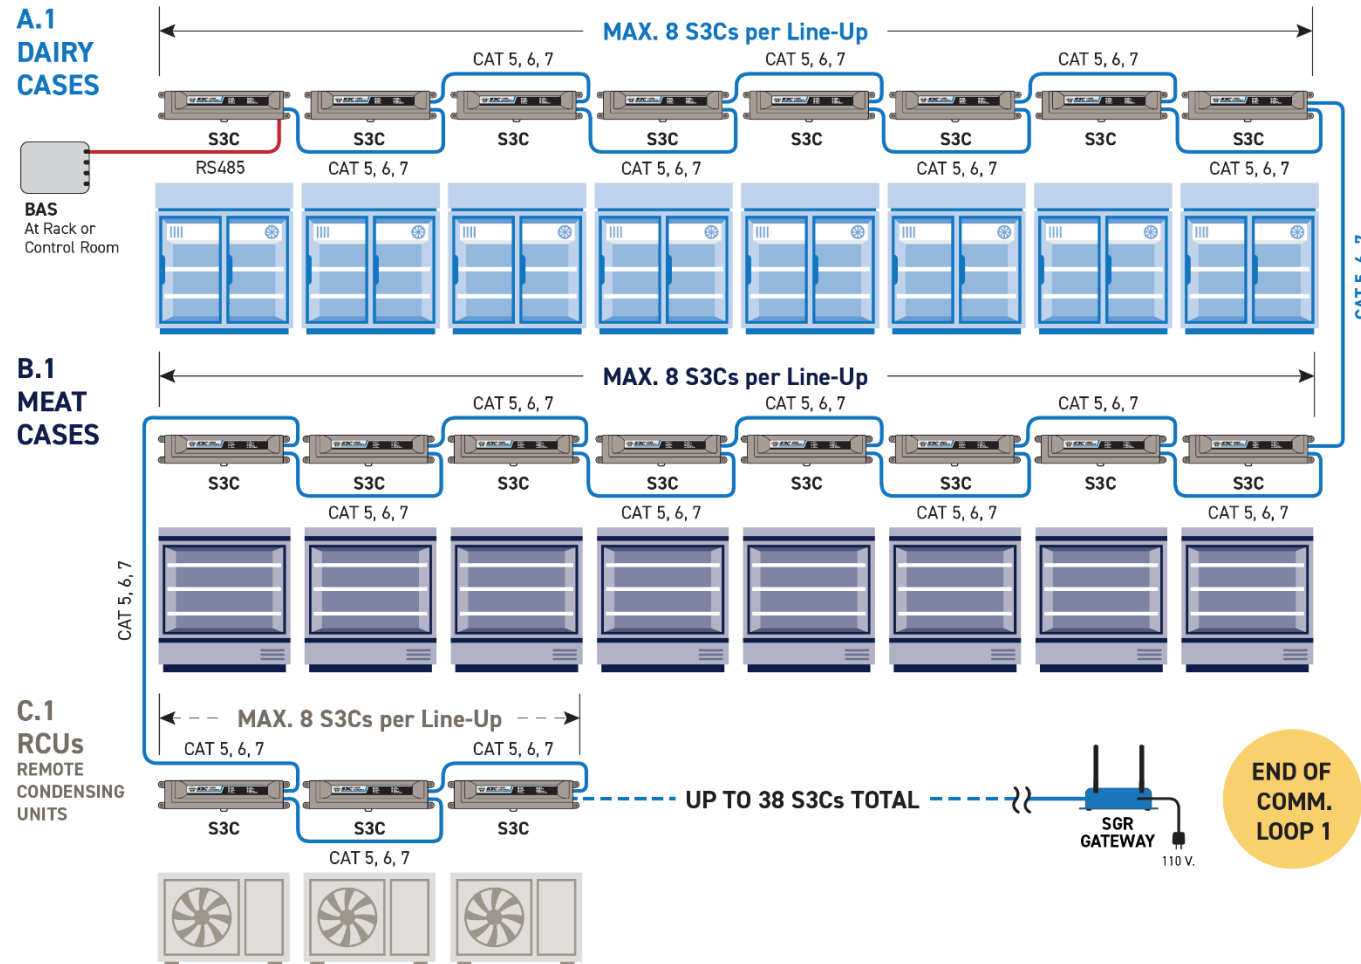 A.1
DAIRY
CASES
MAX. 8 S3Cs per Line-Up
CAT 5, 6, 7
CAT 5, 6, 7
CAT 5, 6, 7
S3C
S3C
S3C
S3C
S3C
S3C
S3C
S3C
RS485
CAT 5, 6, 7
CAT 5, 6, 7
CAT 5, 6, 7
CAT 5, 6, 7
BAS
At Rack or
Control Room
CAT 5, 6, 7
B.1
MEAT
CASES
MAX. 8 S3Cs per Line-Up
CAT 5, 6, 7
CAT 5, 6, 7
CAT 5, 6, 7
S3C
S3C
S3C
S3C
S3C
S3C
S3C
S3C
CAT 5, 6, 7
CAT 5, 6, 7
CAT 5, 6, 7
CAT 5, 6, 7
CAT 5, 6, 7
C.1
RCUs
REMOTE
CONDENSING
UNITS
MAX. 8 S3Cs per Line-Up
CAT 5, 6, 7
CAT 5, 6, 7
S3C
S3C
S3C
CAT 5, 6, 7
UP TO 38 S3Cs TOTAL
SGR
GATEWAY
110 V.
END OF
COMM.
LOOP 1